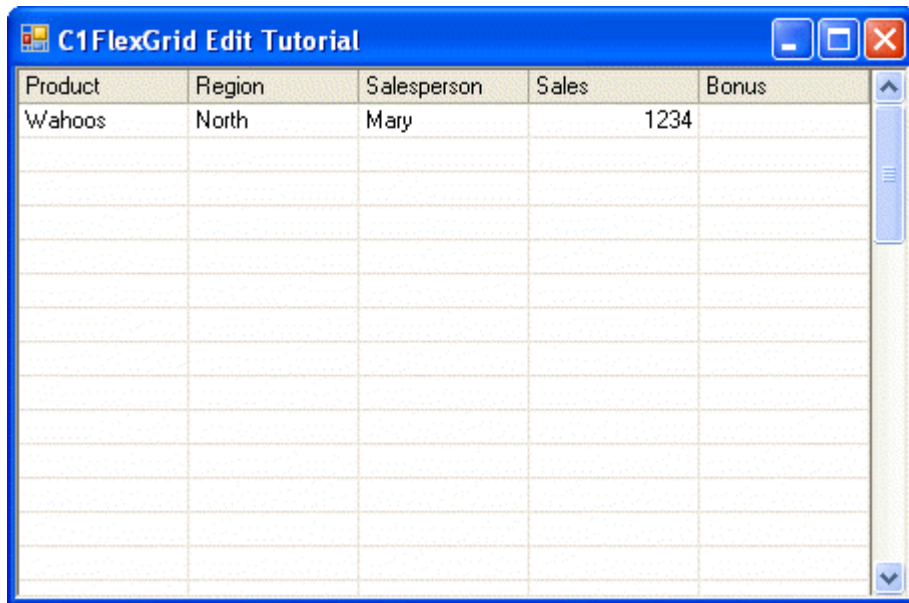 C1FlexGrid Edit Tutorial
Product Region Salesperson Sales Bonus
Wahoos North Mary 1234